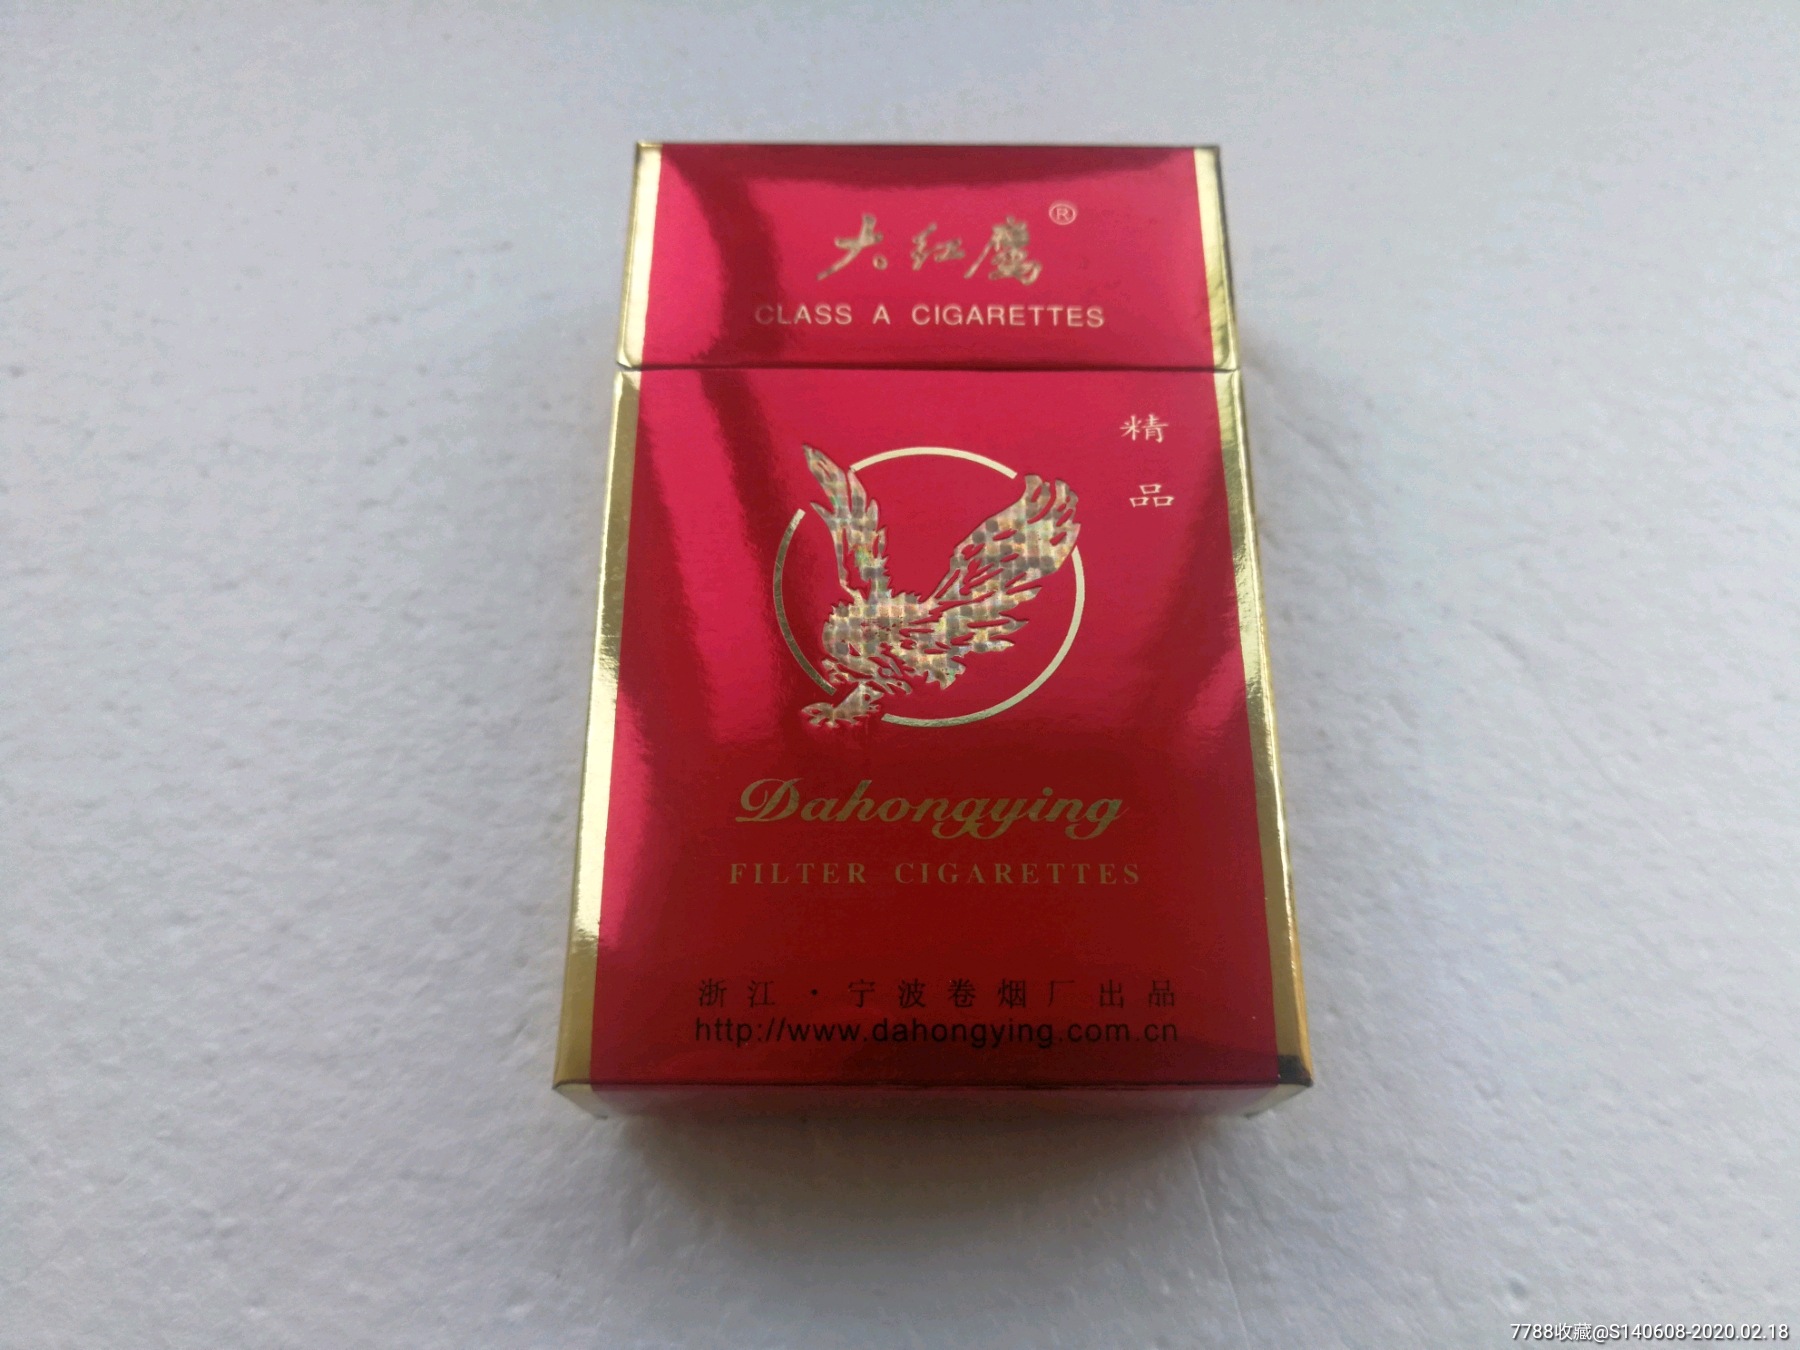 大红鹰®
CLASS A CIGARETTES
精
品
Dahongying
FILTER CIGARETTES
浙江·宁波卷烟厂出品
http://www.dahongying.com.cn
7788收藏@S140608-2020.02.18